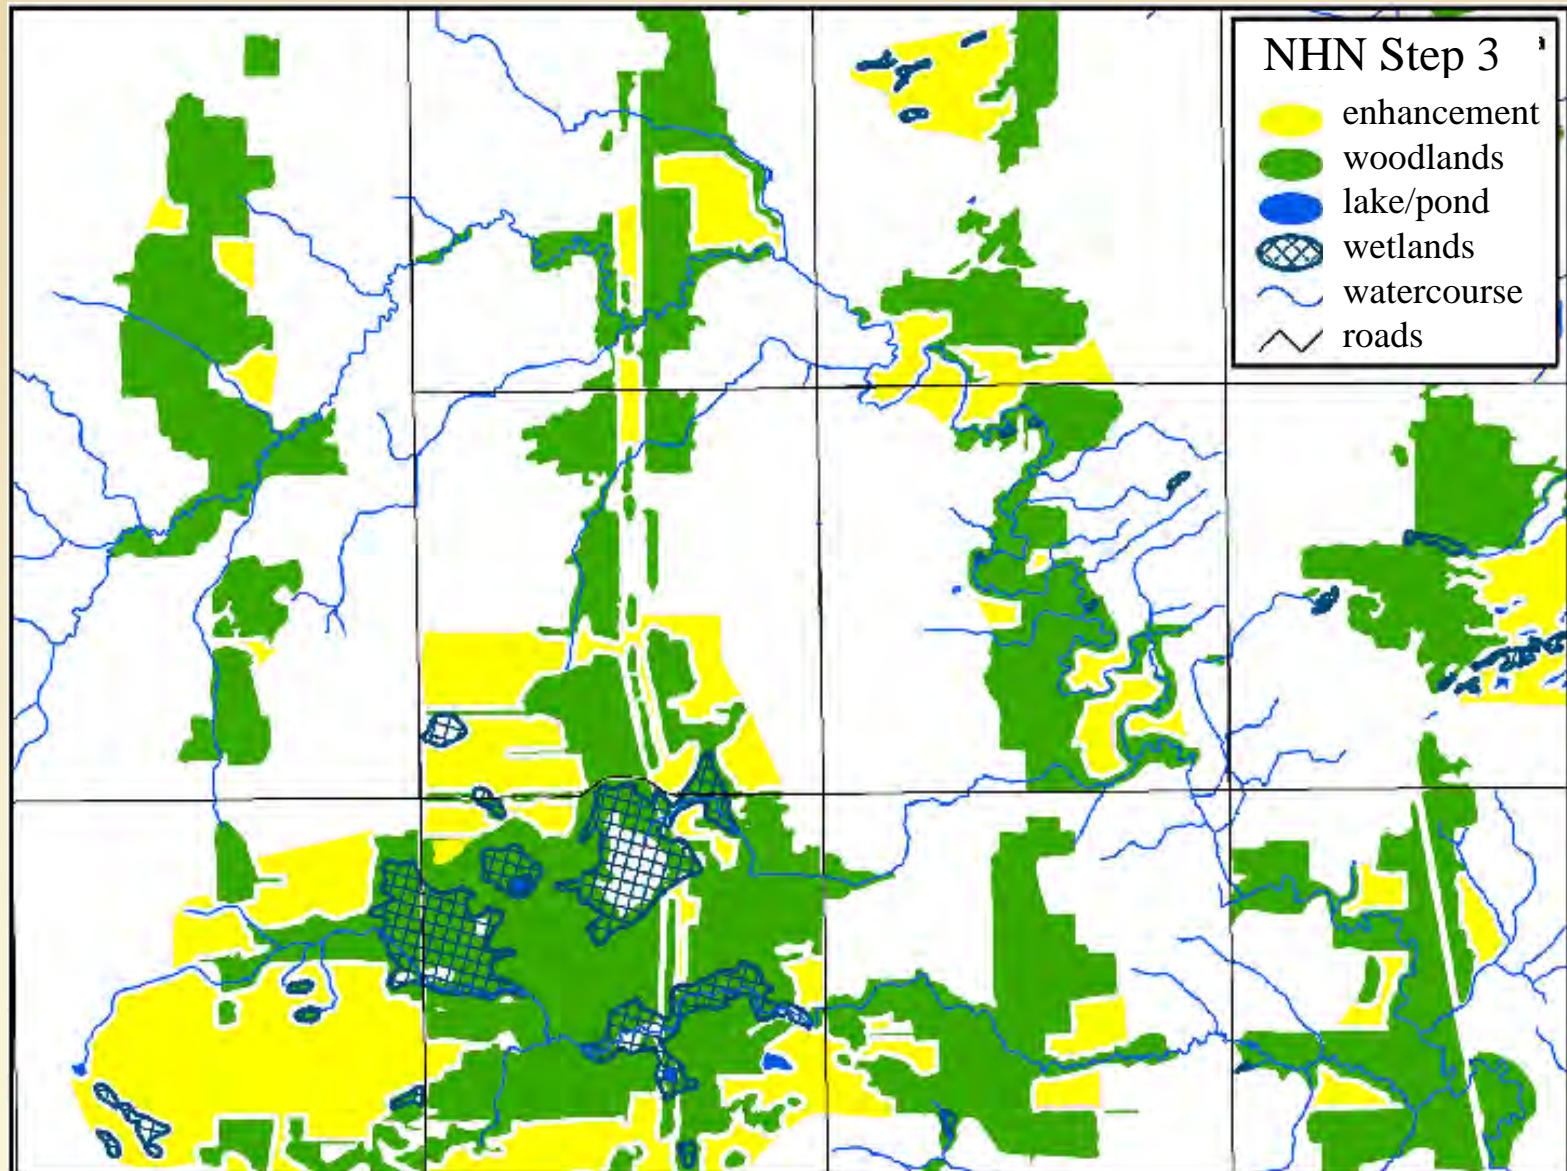 NHN Step 3
enhancement
woodlands
lake/pond
wetlands
watercourse
roads